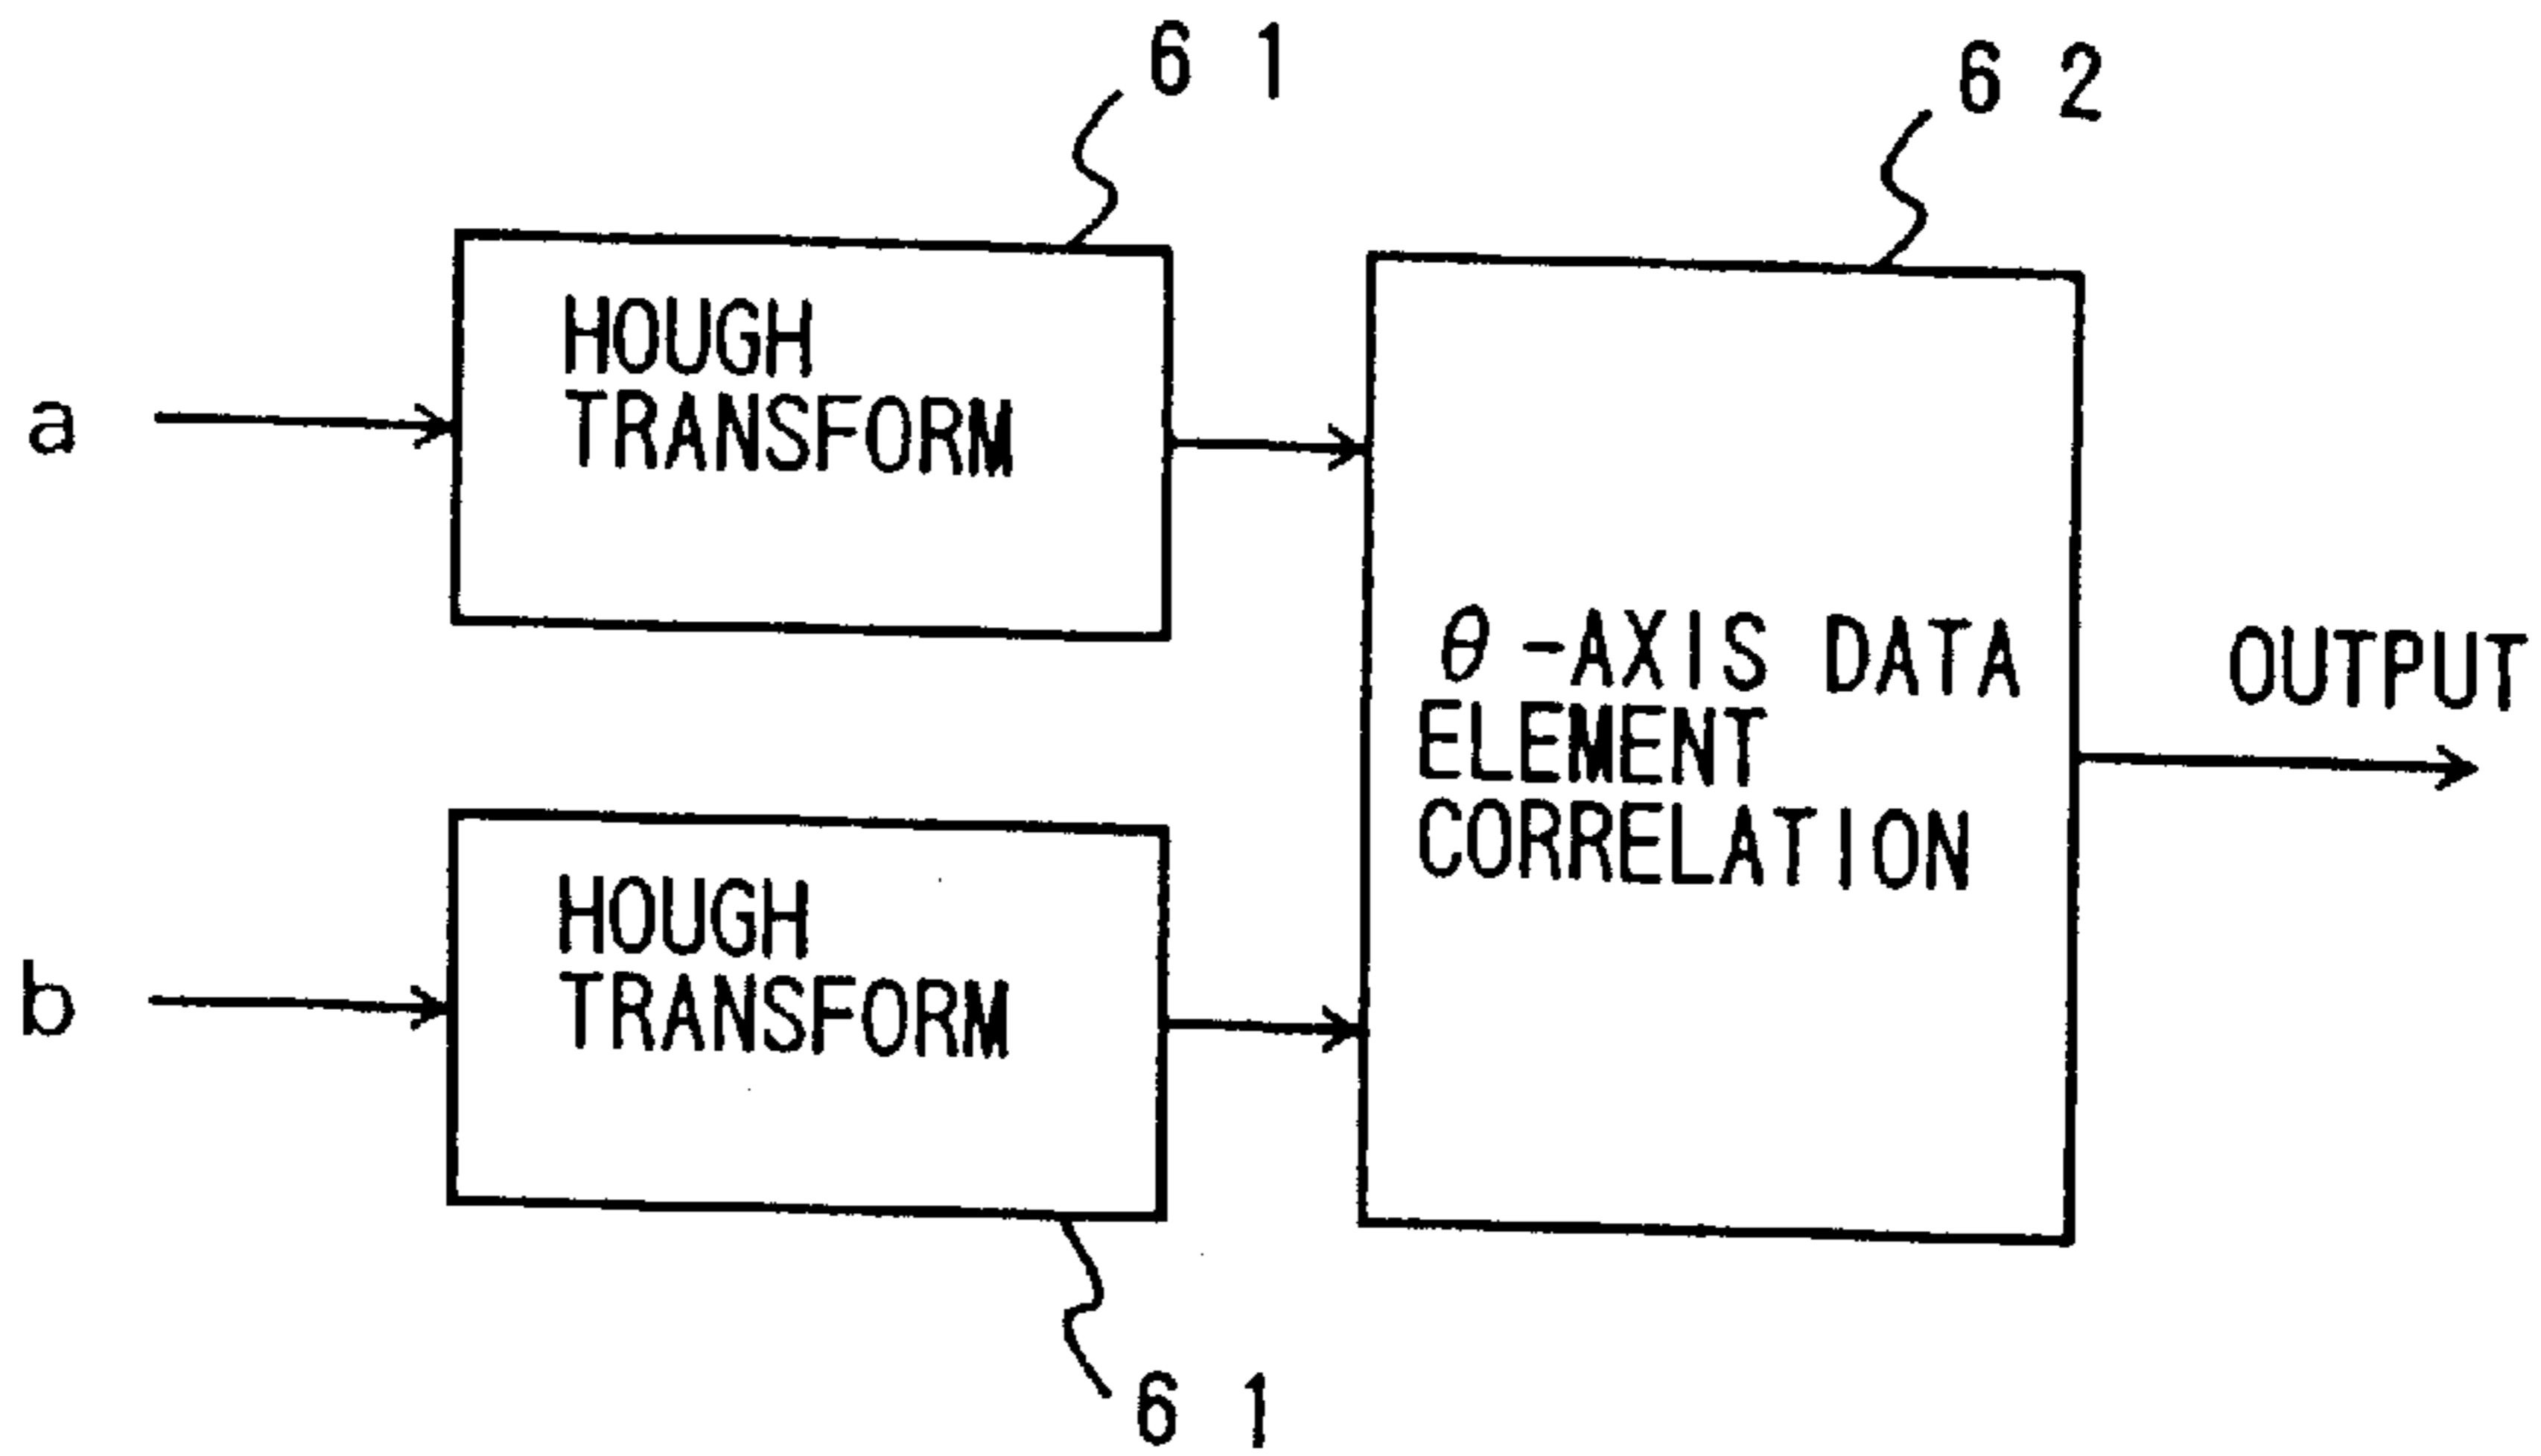 6 1
6 2
HOUGH
TRANSFORM
a
θ-AXIS DATA
ELEMENT
CORRELATION
OUTPUT
HOUGH
TRANSFORM
b
6 1